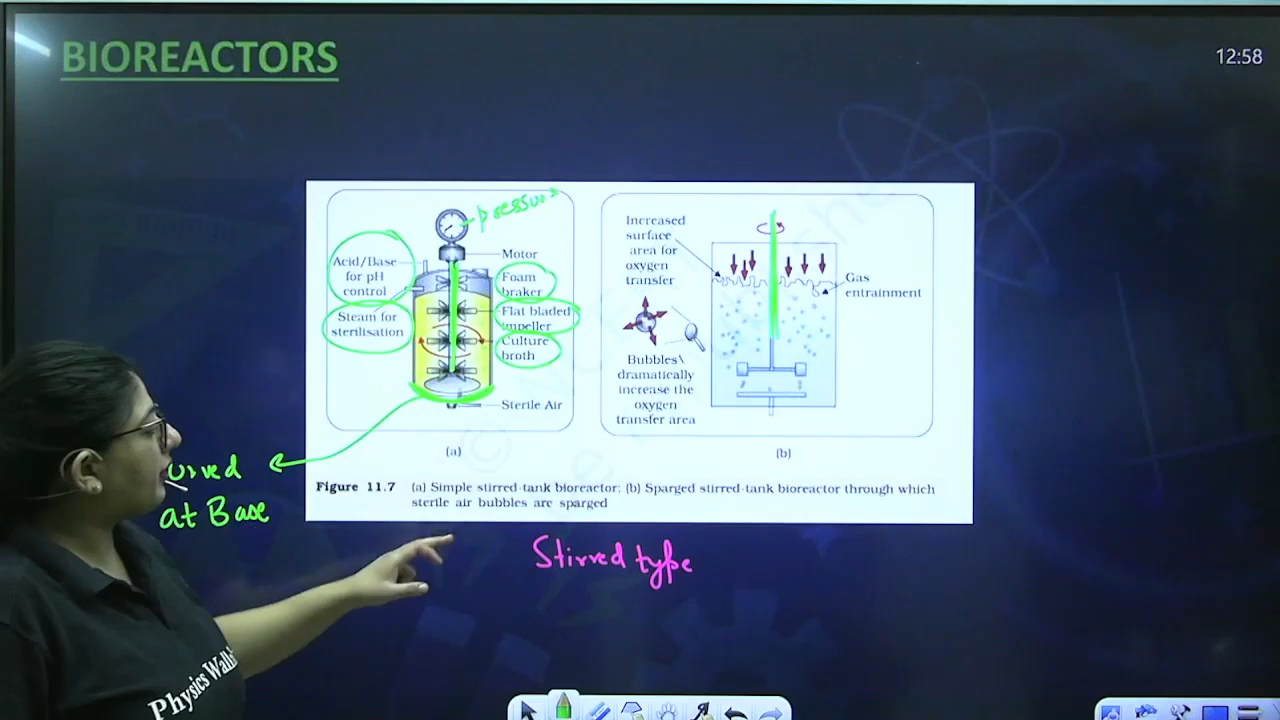 BIOREACTORS
12:58
pressure
Acid/Base
for pH
control
Steam for
sterilisation
Motor
Foam
braker
Flat bladed
impeller
Culture
broth
Sterile Air
(a)
Increased
surface
area for
oxygen
transfer
Gas
entrainment
Bubbles\
dramatically
increase the
oxygen
transfer area
(b)
Figure 11.7 (a) Simple stirred-tank bioreactor; (b) Sparged stirred-tank bioreactor through which
sterile air bubbles are sparged
urved
at Base
Stirred type
Physics Walla